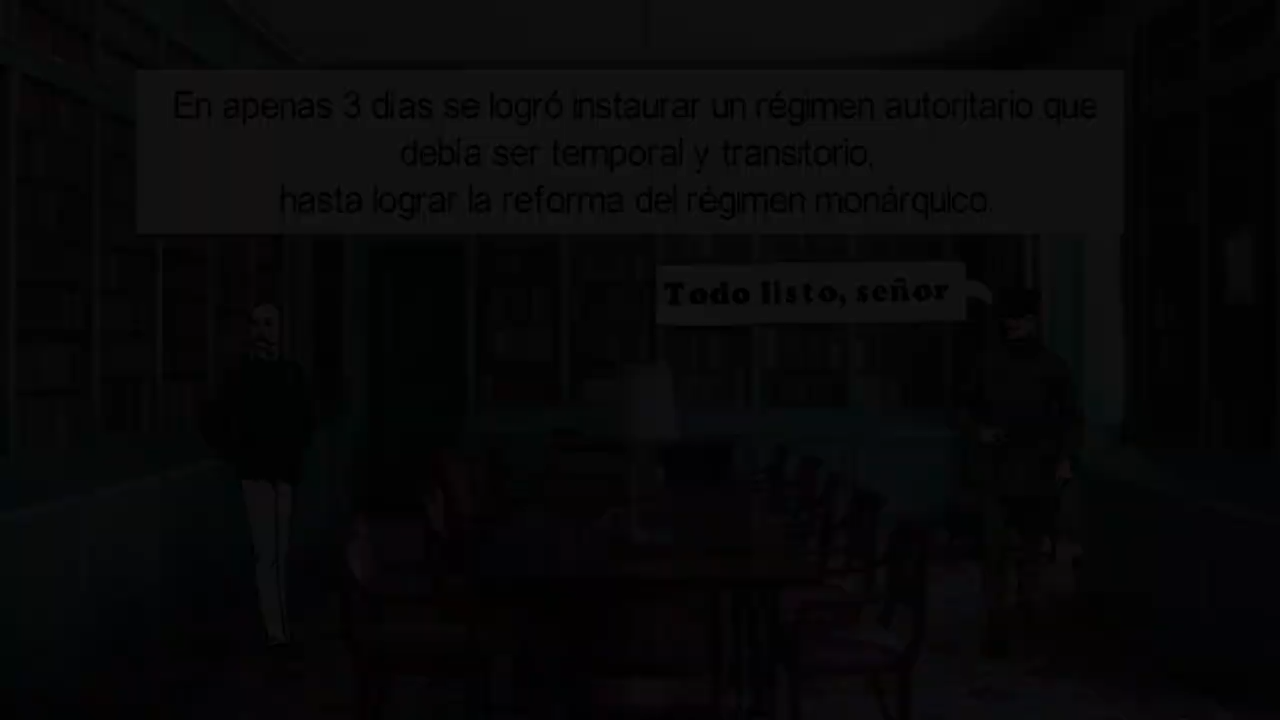 En apenas 3 días se logró instaurar un régimen autoritario que
debía ser temporal y transitorio,
hasta lograr la reforma del régimen monárquico.
Todo listo, señor